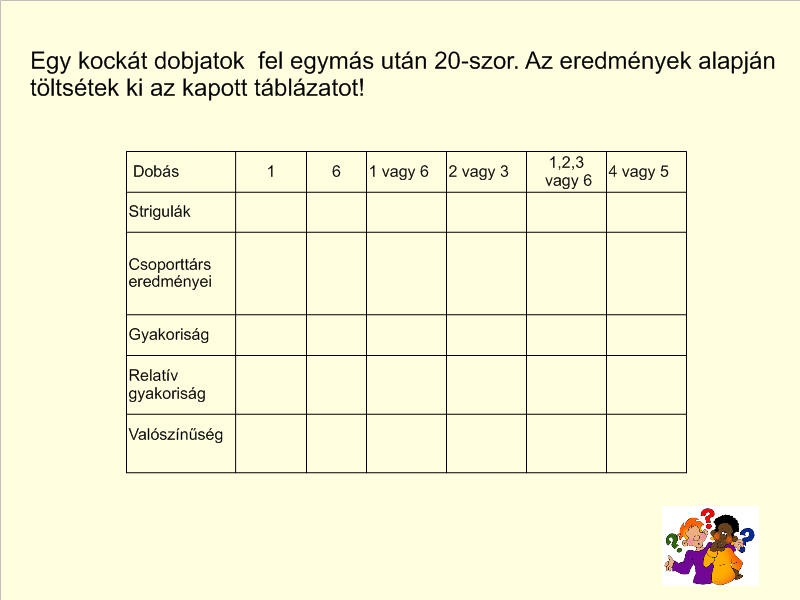 Egy kockát dobjatok  fel egymás után 20-szor. Az eredmények alapján
töltsétek ki az kapott táblázatot!
Dobás 1 6 1 vagy 6 2 vagy 3 1,2,3 vagy 6 4 vagy 5
Strigulák
Csoporttárs
eredményei
Gyakoriság
Relatív
gyakoriság
Valószínűség
? ? ?